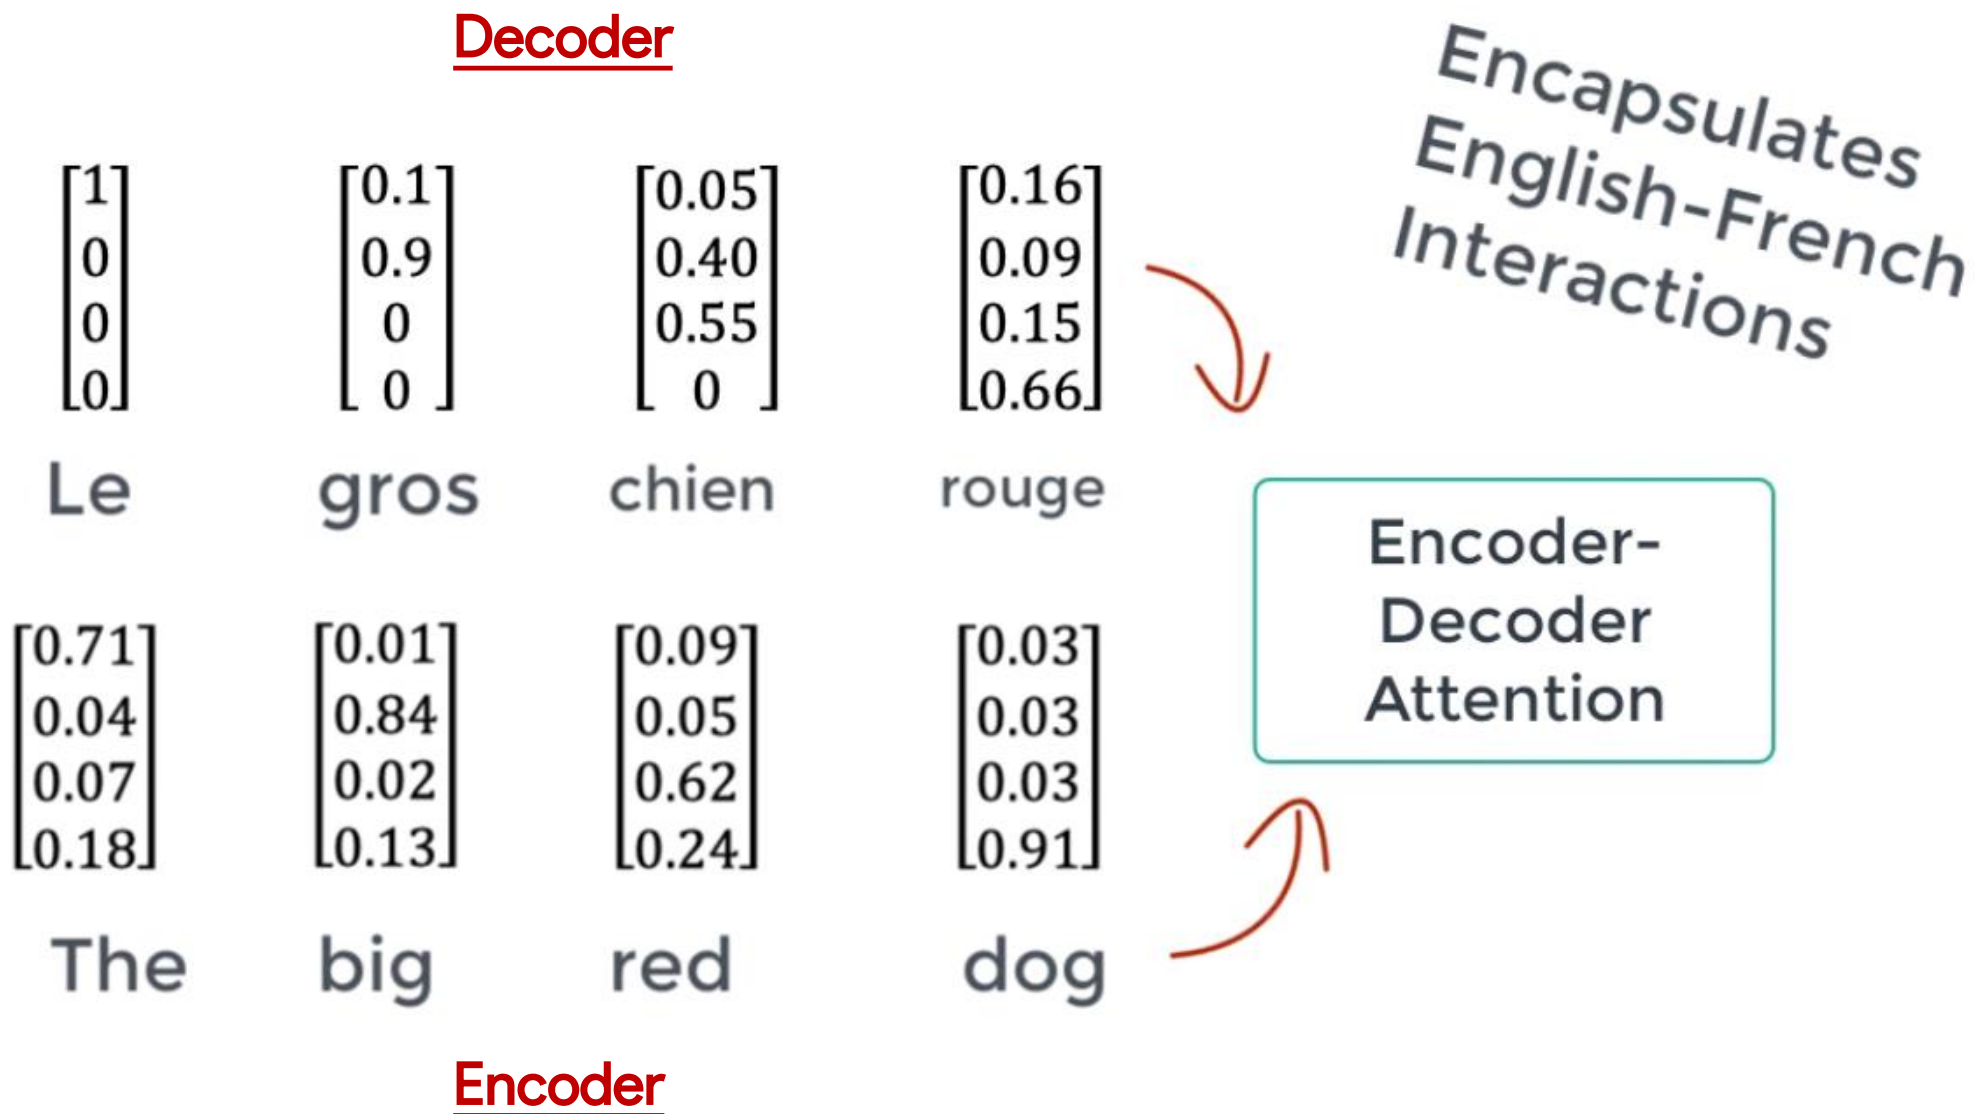 Decoder
Encapsulates
English-French
Interactions
1 0.1 0.05 0.16
0 0.9 0.40 0.09
0 0 0.55 0.15
0 0 0 0.66
Le gros chien rouge
Encoder-
Decoder
Attention
0.71 0.01 0.09 0.03
0.04 0.84 0.05 0.03
0.07 0.02 0.62 0.03
0.18 0.13 0.24 0.91
The big red dog
Encoder